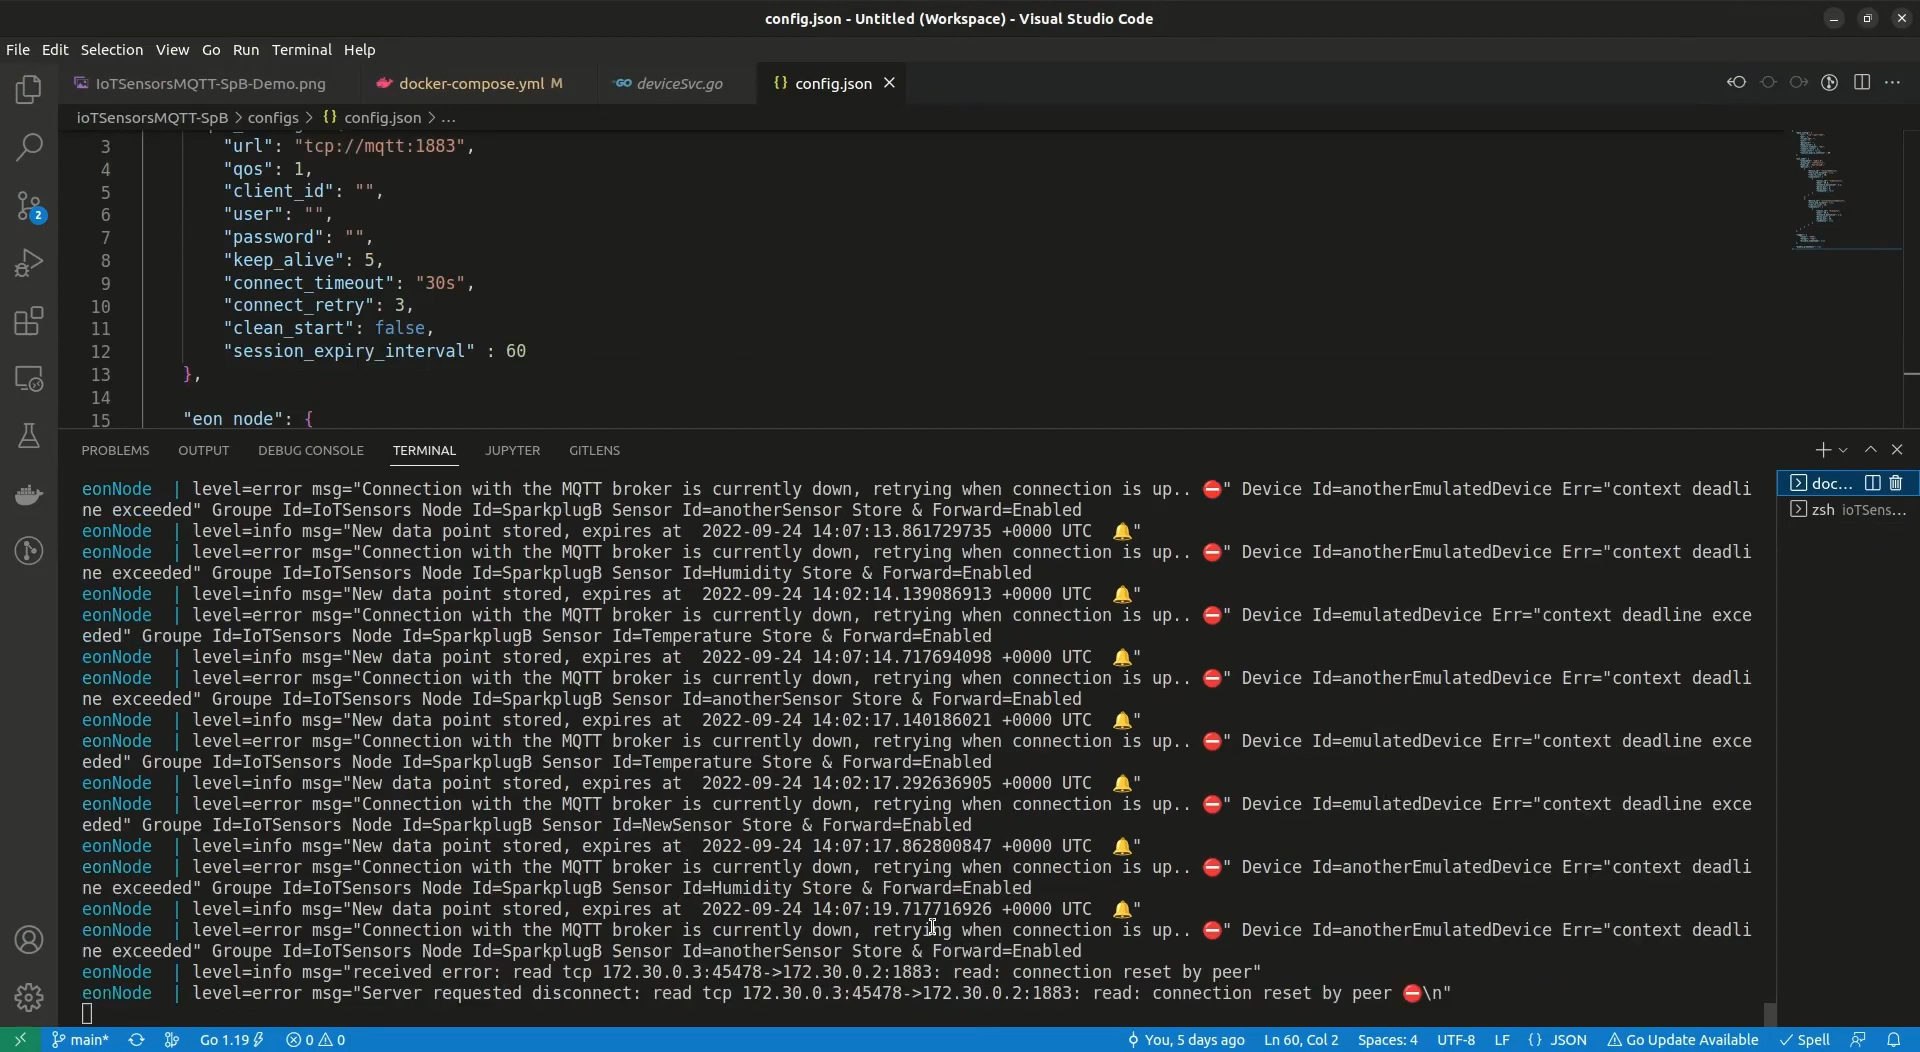 config.json - Untitled (Workspace) - Visual Studio Code
File Edit Selection View Go Run Terminal Help
IoTSensorsMQTT-SpB-Demo.png docker-compose.yml M GO deviceSvc.go {} config.json
ioTSensorsMQTT-SpB > configs > {} config.json > ...
3 "url": "tcp://mqtt:1883",
4 "qos": 1,
5 "client_id": "",
6 "user": "",
7 "password": "",
8 "keep_alive": 5,
9 "connect_timeout": "30s",
10 "connect_retry": 3,
11 "clean_start": false,
12 "session_expiry_interval" : 60
13 },
14
15 "eon node": {
2
PROBLEMS OUTPUT DEBUG CONSOLE TERMINAL JUPYTER GITLENS
doc...
zsh ioTSens...
eonNode | level=error msg="Connection with the MQTT broker is currently down, retrying when connection is up.. ⛔" Device Id=anotherEmulatedDevice Err="context deadli
ne exceeded" Groupe Id=IoTSensors Node Id=SparkplugB Sensor Id=anotherSensor Store & Forward=Enabled
eonNode | level=info msg="New data point stored, expires at 2022-09-24 14:07:13.861729735 +0000 UTC 🔔"
eonNode | level=error msg="Connection with the MQTT broker is currently down, retrying when connection is up.. ⛔" Device Id=anotherEmulatedDevice Err="context deadli
ne exceeded" Groupe Id=IoTSensors Node Id=SparkplugB Sensor Id=Humidity Store & Forward=Enabled
eonNode | level=info msg="New data point stored, expires at 2022-09-24 14:02:14.139086913 +0000 UTC 🔔"
eonNode | level=error msg="Connection with the MQTT broker is currently down, retrying when connection is up.. ⛔" Device Id=emulatedDevice Err="context deadline exce
eded" Groupe Id=IoTSensors Node Id=SparkplugB Sensor Id=Temperature Store & Forward=Enabled
eonNode | level=info msg="New data point stored, expires at 2022-09-24 14:07:14.717694098 +0000 UTC 🔔"
eonNode | level=error msg="Connection with the MQTT broker is currently down, retrying when connection is up.. ⛔" Device Id=anotherEmulatedDevice Err="context deadli
ne exceeded" Groupe Id=IoTSensors Node Id=SparkplugB Sensor Id=anotherSensor Store & Forward=Enabled
eonNode | level=info msg="New data point stored, expires at 2022-09-24 14:02:17.140186021 +0000 UTC 🔔"
eonNode | level=error msg="Connection with the MQTT broker is currently down, retrying when connection is up.. ⛔" Device Id=emulatedDevice Err="context deadline exce
eded" Groupe Id=IoTSensors Node Id=SparkplugB Sensor Id=Temperature Store & Forward=Enabled
eonNode | level=info msg="New data point stored, expires at 2022-09-24 14:02:17.292636905 +0000 UTC 🔔"
eonNode | level=error msg="Connection with the MQTT broker is currently down, retrying when connection is up.. ⛔" Device Id=emulatedDevice Err="context deadline exce
eded" Groupe Id=IoTSensors Node Id=SparkplugB Sensor Id=NewSensor Store & Forward=Enabled
eonNode | level=info msg="New data point stored, expires at 2022-09-24 14:07:17.862800847 +0000 UTC 🔔"
eonNode | level=error msg="Connection with the MQTT broker is currently down, retrying when connection is up.. ⛔" Device Id=anotherEmulatedDevice Err="context deadli
ne exceeded" Groupe Id=IoTSensors Node Id=SparkplugB Sensor Id=Humidity Store & Forward=Enabled
eonNode | level=info msg="New data point stored, expires at 2022-09-24 14:07:19.717716926 +0000 UTC 🔔"
eonNode | level=error msg="Connection with the MQTT broker is currently down, retrying when connection is up.. ⛔" Device Id=anotherEmulatedDevice Err="context deadli
ne exceeded" Groupe Id=IoTSensors Node Id=SparkplugB Sensor Id=anotherSensor Store & Forward=Enabled
eonNode | level=info msg="received error: read tcp 172.30.0.3:45478->172.30.0.2:1883: read: connection reset by peer"
eonNode | level=error msg="Server requested disconnect: read tcp 172.30.0.3:45478->172.30.0.2:1883: read: connection reset by peer ⛔\n"
main* Go 1.19 0 0 You, 5 days ago Ln 60, Col 2 Spaces: 4 UTF-8 LF {} JSON Go Update Available Spell